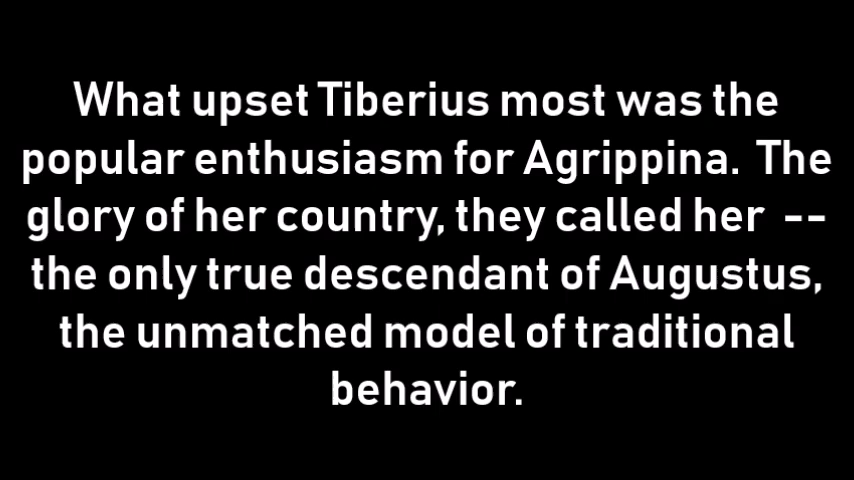 What upset Tiberius most was the
popular enthusiasm for Agrippina.  The
glory of her country, they called her  --
the only true descendant of Augustus,
the unmatched model of traditional
behavior.